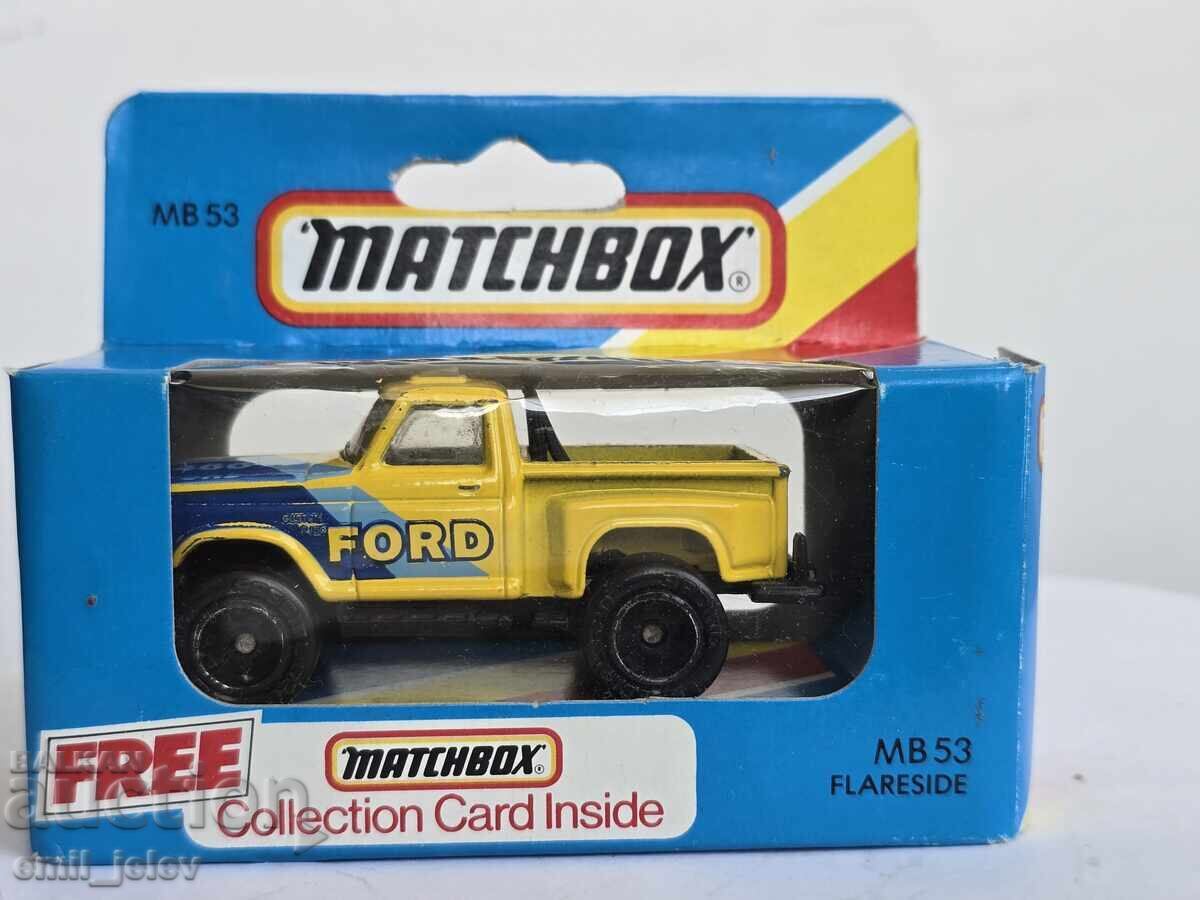 MB 53
'MATCHBOX'®
FORD
FREE
MATCHBOX®
Collection Card Inside
MB 53
FLARESIDE
BALKAN
auction
emil_jelev